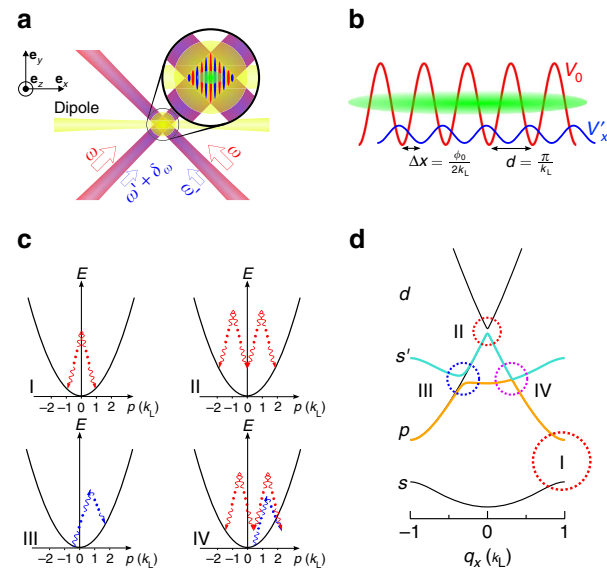 a
e_y
e_z e_x
Dipole
ω ω
ω' + δ_ω ω'
b
V_0
V'_x
Δx = ϕ_0/2k_L d = π/k_L
c
E E
I II
−2 −1 0 1 2 p (k_L) −2 −1 0 1 2 p (k_L)
E E
III IV
−2 −1 0 1 2 p (k_L) −2 −1 0 1 2 p (k_L)
d
d
II
s'
III IV
p
I
s
−1 0 1
q_x (k_L)